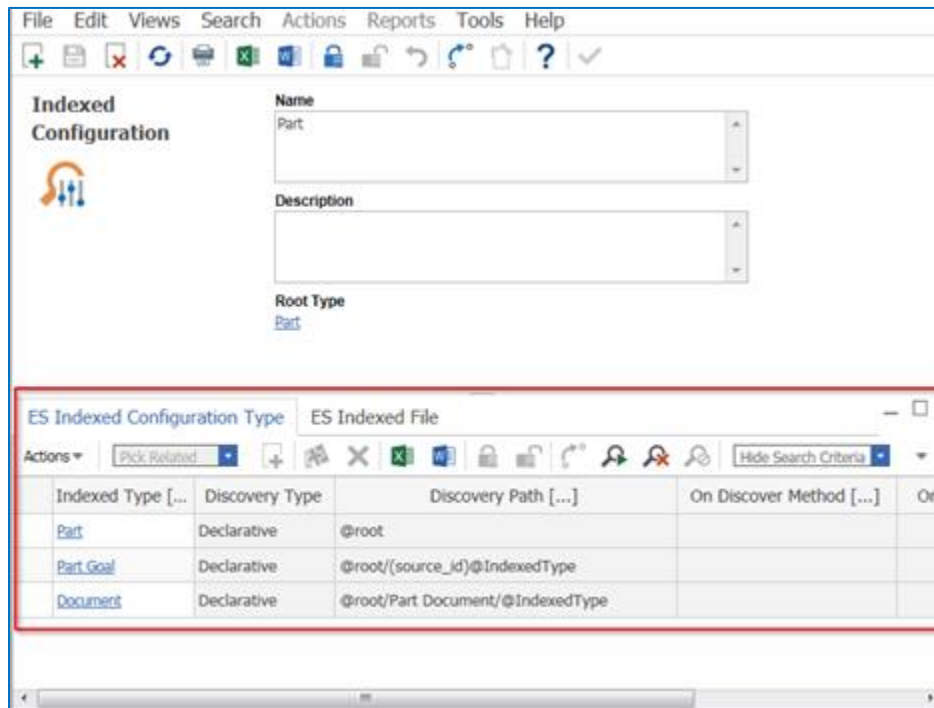 File Edit Views Search Actions Reports Tools Help
Indexed
Configuration
Name
Part
Description
Root Type
Part
ES Indexed Configuration Type ES Indexed File
Actions Pick Related Hide Search Criteria
Indexed Type [... Discovery Type Discovery Path [...] On Discover Method [...] Or
Part Declarative @root
Part Goal Declarative @root/(source_id)@IndexedType
Document Declarative @root/Part Document/@IndexedType